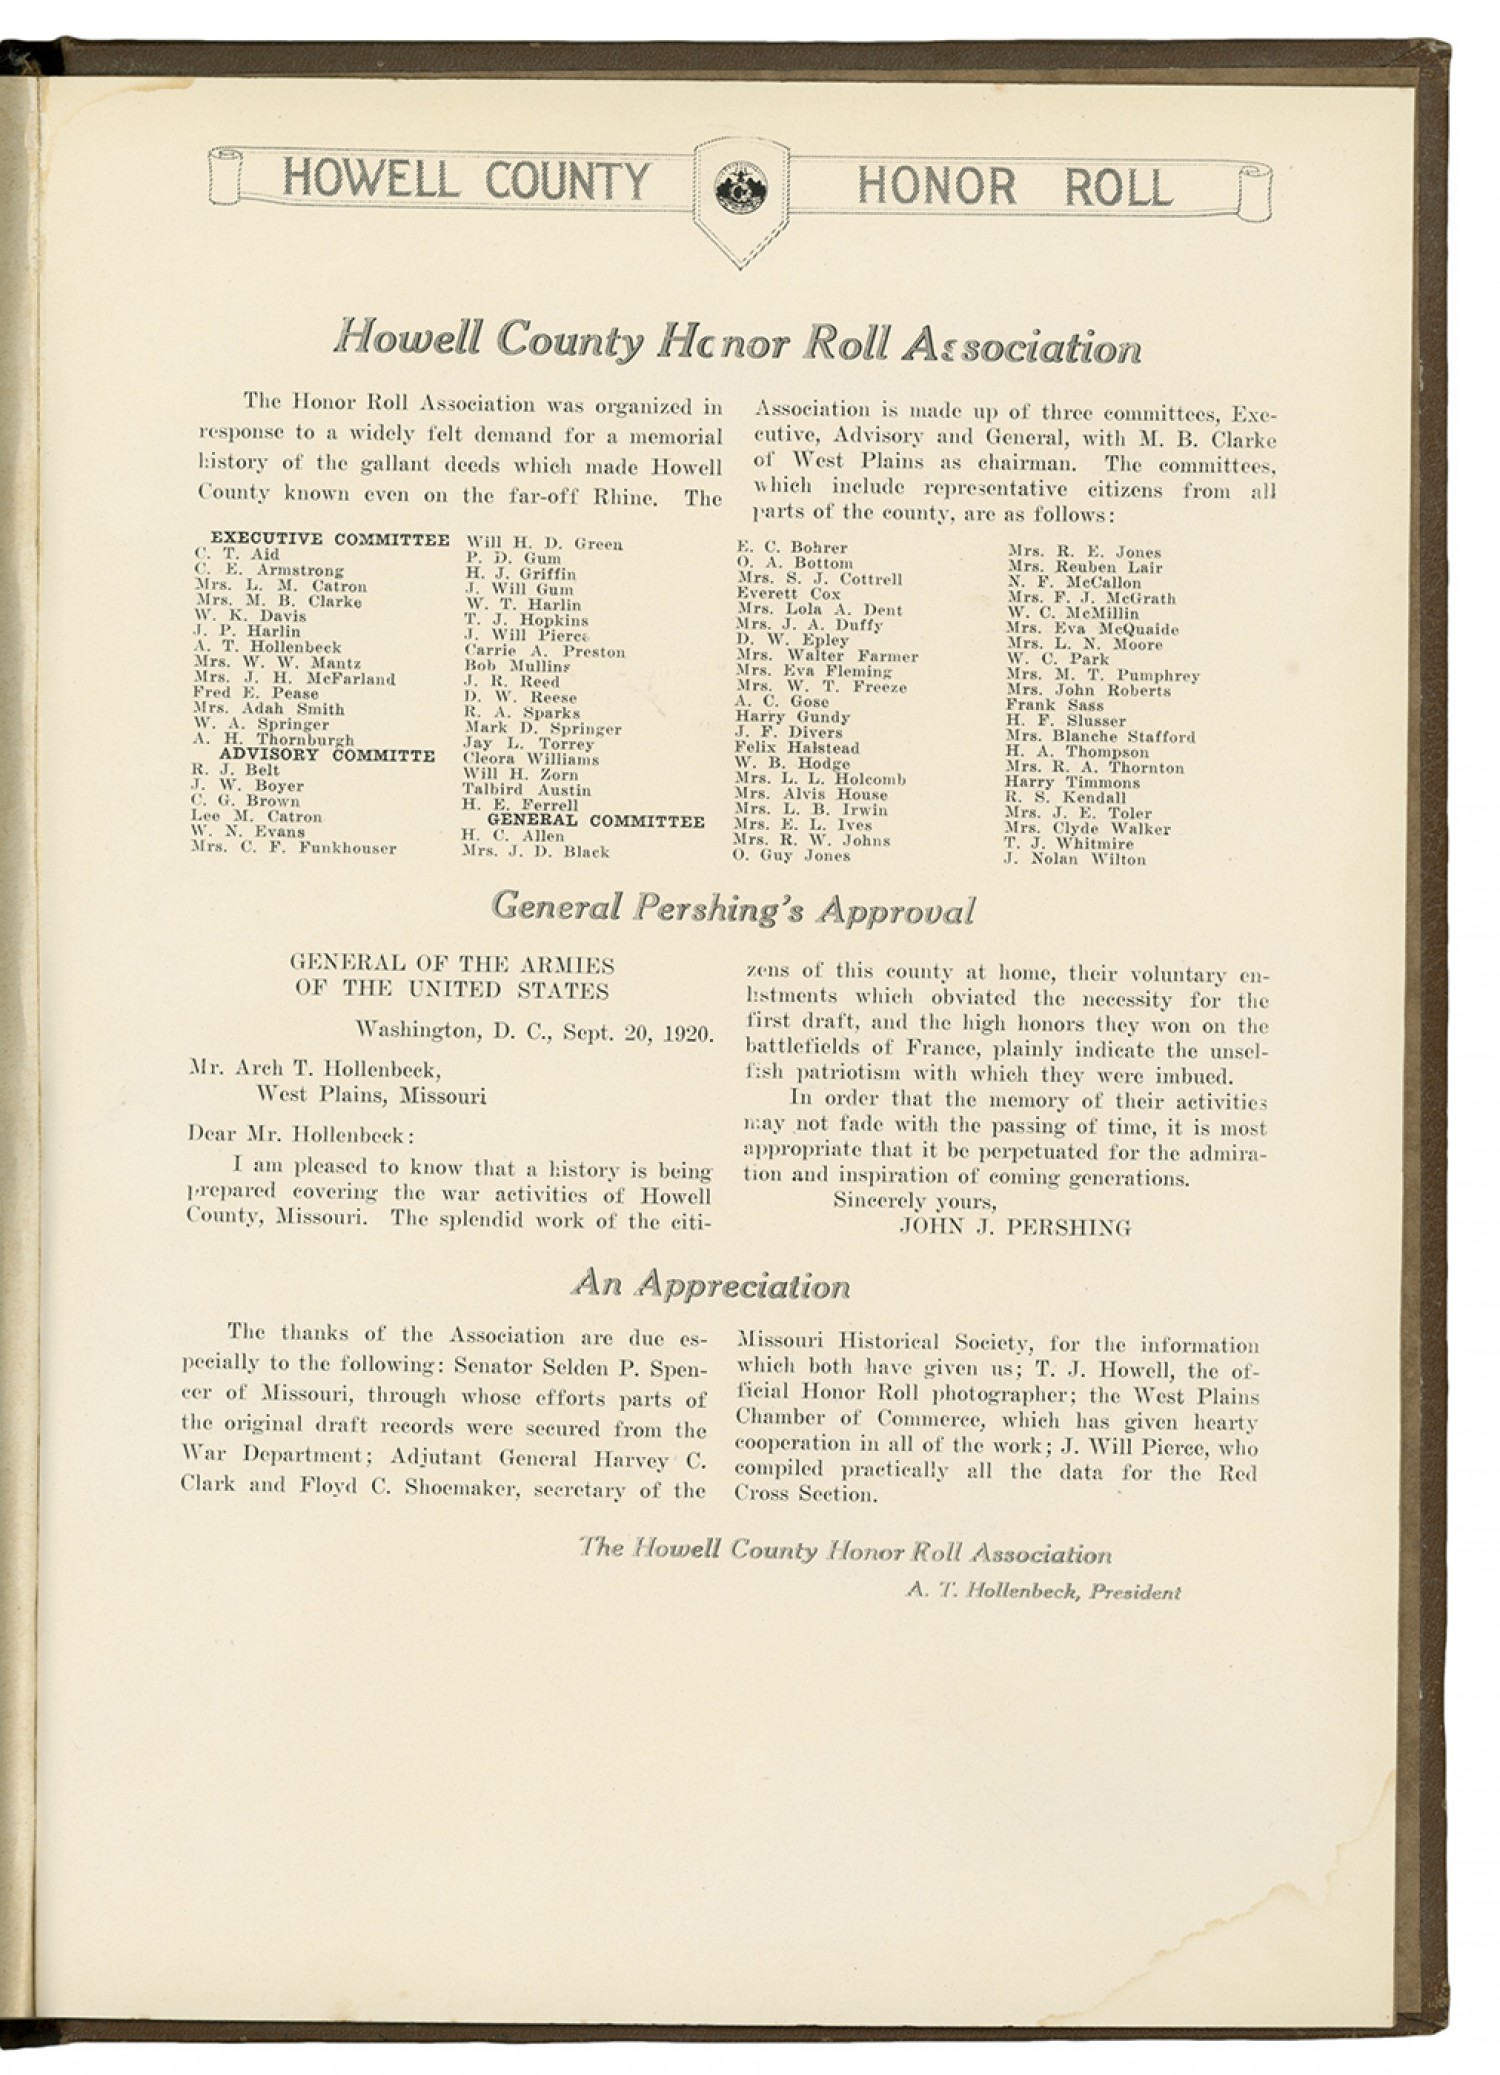 HOWELL COUNTY HONOR ROLL
Howell County Honor Roll Association
The Honor Roll Association was organized in
response to a widely felt demand for a memorial
history of the gallant deeds which made Howell
County known even on the far-off Rhine. The
Association is made up of three committees, Exe-
cutive, Advisory and General, with M. B. Clarke
of West Plains as chairman. The committees,
which include representative citizens from all
parts of the county, are as follows:
EXECUTIVE COMMITTEE
C. T. Aid
C. E. Armstrong
Mrs. L. M. Catron
Mrs. M. B. Clarke
W. K. Davis
J. P. Harlin
A. T. Hollenbeck
Mrs. W. W. Mantz
Mrs. J. H. McFarland
Fred E. Pease
Mrs. Adah Smith
W. A. Springer
A. H. Thornburgh
ADVISORY COMMITTE
R. J. Belt
J. W. Boyer
C. G. Brown
Lee M. Catron
W. N. Evans
Mrs. C. F. Funkhouser
Will H. D. Green
P. D. Gum
H. J. Griffin
J. Will Gum
W. T. Harlin
T. J. Hopkins
J. Will Pierce
Carrie A. Preston
Bob Mullins
J. R. Reed
D. W. Reese
R. A. Sparks
Mark D. Springer
Jay L. Torrey
Cleora Williams
Will H. Zorn
Talbird Austin
H. E. Ferrell
GENERAL COMMITTEE
H. C. Allen
Mrs. J. D. Black
E. C. Bohrer
O. A. Bottom
Mrs. S. J. Cottrell
Everett Cox
Mrs. Lola A. Dent
Mrs. J. A. Duffy
D. W. Epley
Mrs. Walter Farmer
Mrs. Eva Fleming
Mrs. W. T. Freeze
A. C. Gose
Harry Gundy
J. F. Divers
Felix Halstead
W. B. Hodge
Mrs. L. L. Holcomb
Mrs. Alvis House
Mrs. L. B. Irwin
Mrs. E. L. Ives
Mrs. R. W. Johns
O. Guy Jones
Mrs. R. E. Jones
Mrs. Reuben Lair
N. F. McCallon
Mrs. F. J. McGrath
W. C. McMillin
Mrs. Eva McQuaide
Mrs. L. N. Moore
W. C. Park
Mrs. M. T. Pumphrey
Mrs. John Roberts
Frank Sass
H. F. Slusser
Mrs. Blanche Stafford
H. A. Thompson
Mrs. R. A. Thornton
Harry Timmons
R. S. Kendall
Mrs. J. E. Toler
Mrs. Clyde Walker
T. J. Whitmire
J. Nolan Wilton
General Pershing's Approval
GENERAL OF THE ARMIES
OF THE UNITED STATES
Washington, D. C., Sept. 20, 1920.
Mr. Arch T. Hollenbeck,
West Plains, Missouri
Dear Mr. Hollenbeck:
I am pleased to know that a history is being
prepared covering the war activities of Howell
County, Missouri. The splendid work of the citi-
zens of this county at home, their voluntary en-
listments which obviated the necessity for the
first draft, and the high honors they won on the
battlefields of France, plainly indicate the unsel-
fish patriotism with which they were imbued.
In order that the memory of their activities
may not fade with the passing of time, it is most
appropriate that it be perpetuated for the admira-
tion and inspiration of coming generations.
Sincerely yours,
JOHN J. PERSHING
An Appreciation
The thanks of the Association are due es-
pecially to the following: Senator Selden P. Spen-
cer of Missouri, through whose efforts parts of
the original draft records were secured from the
War Department; Adjutant General Harvey C.
Clark and Floyd C. Shoemaker, secretary of the
Missouri Historical Society, for the information
which both have given us; T. J. Howell, the of-
ficial Honor Roll photographer; the West Plains
Chamber of Commerce, which has given hearty
cooperation in all of the work; J. Will Pierce, who
compiled practically all the data for the Red
Cross Section.
The Howell County Honor Roll Association
A. T. Hollenbeck, President